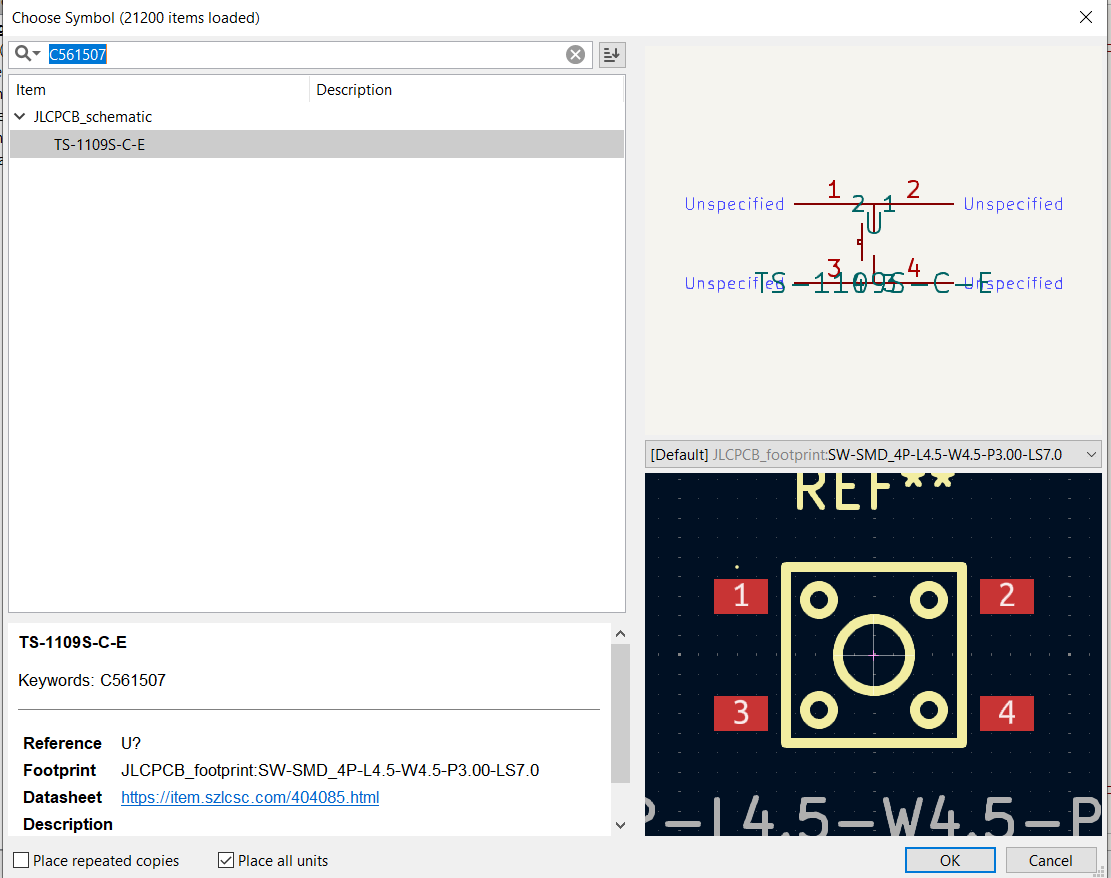 Choose Symbol (21200 items loaded)
C561507
Item Description
JLCPCB_schematic
TS-1109S-C-E
1 2
Unspecified 2 1 Unspecified
U
3 4
Unspecified TS-1109S-C-E Unspecified
[Default] JLCPCB_footprint:SW-SMD_4P-L4.5-W4.5-P3.00-LS7.0
REF**
1 2
3 4
P-L4.5-W4.5-P
TS-1109S-C-E
Keywords: C561507
Reference U?
Footprint JLCPCB_footprint:SW-SMD_4P-L4.5-W4.5-P3.00-LS7.0
Datasheet https://item.szlcsc.com/404085.html
Description
Place repeated copies Place all units
OK Cancel